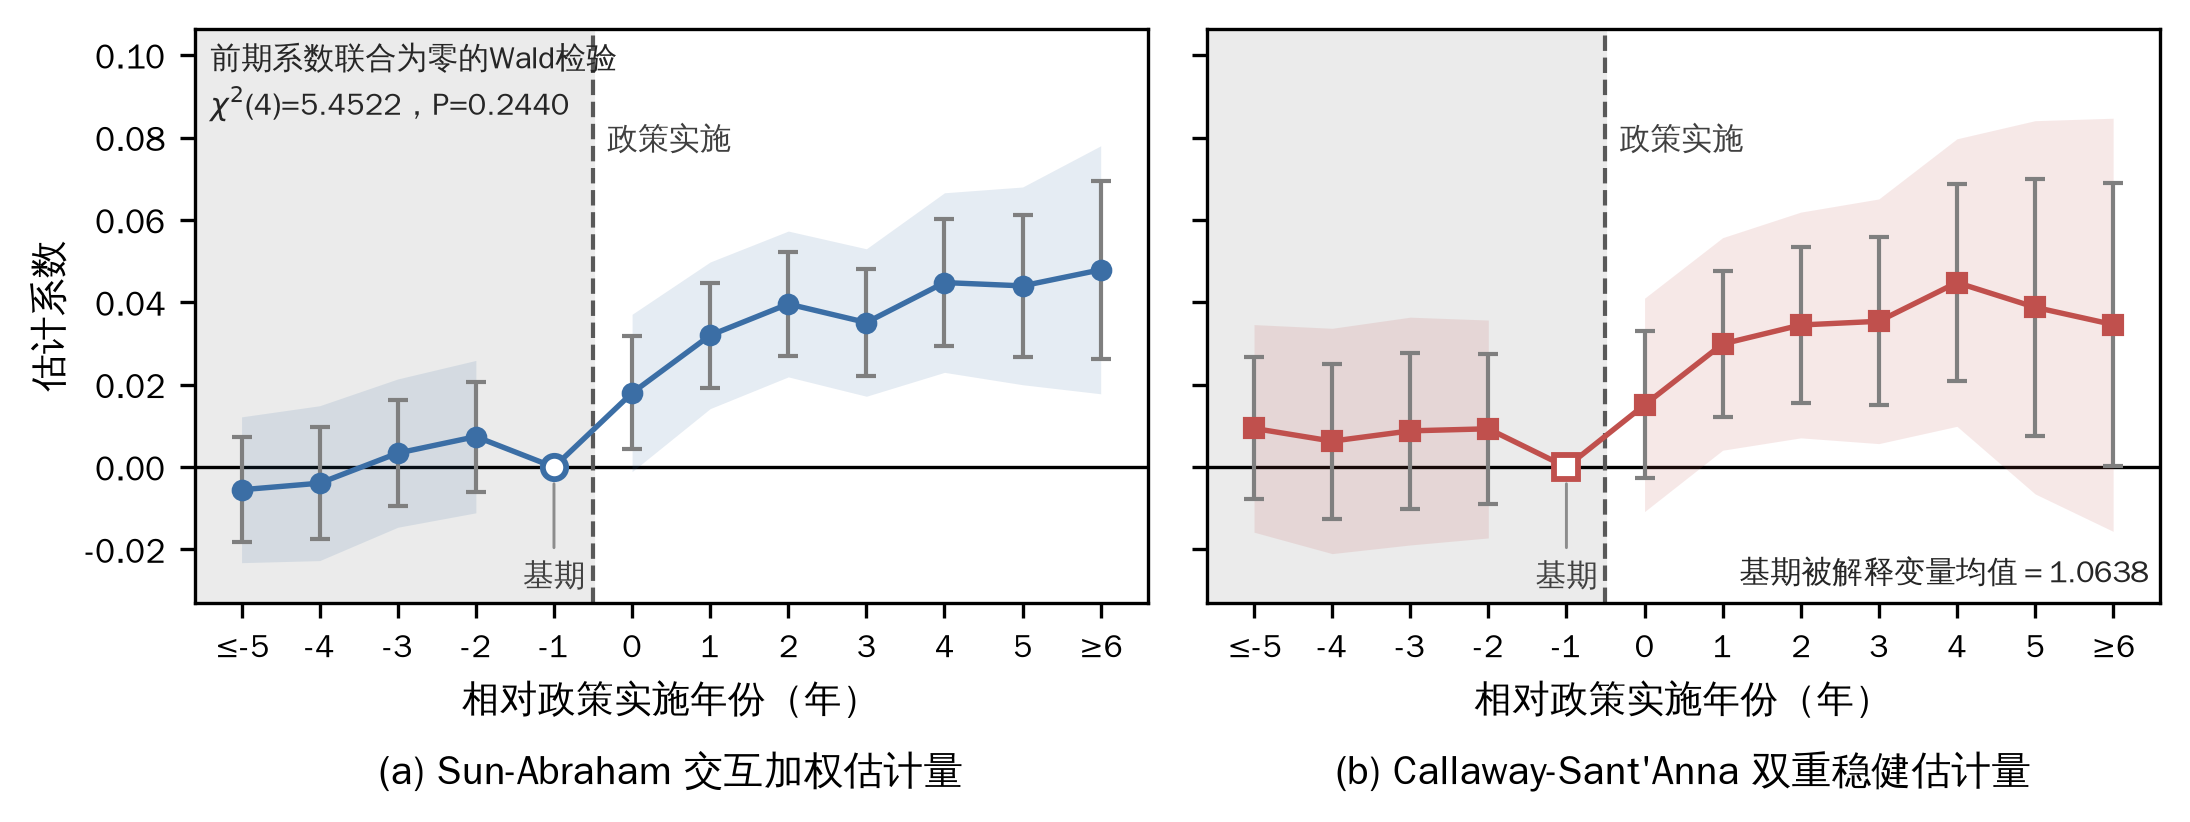 前期系数联合为零的Wald检验
χ²(4)=5.4522，P=0.2440
政策实施
基期
估计系数
0.10
0.08
0.06
0.04
0.02
0.00
-0.02
≤-5 -4 -3 -2 -1 0 1 2 3 4 5 ≥6
相对政策实施年份（年）
(a) Sun-Abraham 交互加权估计量
政策实施
基期
基期被解释变量均值＝1.0638
≤-5 -4 -3 -2 -1 0 1 2 3 4 5 ≥6
相对政策实施年份（年）
(b) Callaway-Sant'Anna 双重稳健估计量